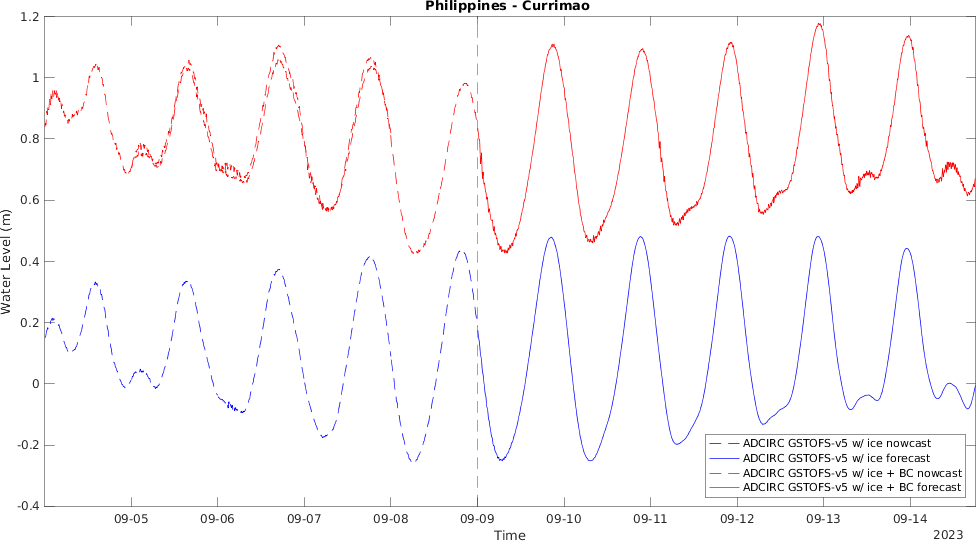 Philippines - Currimao
1.2
1
0.8
0.6
0.4
0.2
0
-0.2
-0.4
Water Level (m)
ADCIRC GSTOFS-v5 w/ ice nowcast
ADCIRC GSTOFS-v5 w/ ice forecast
ADCIRC GSTOFS-v5 w/ ice + BC nowcast
ADCIRC GSTOFS-v5 w/ ice + BC forecast
09-05 09-06 09-07 09-08 09-09 09-10 09-11 09-12 09-13 09-14
Time
2023